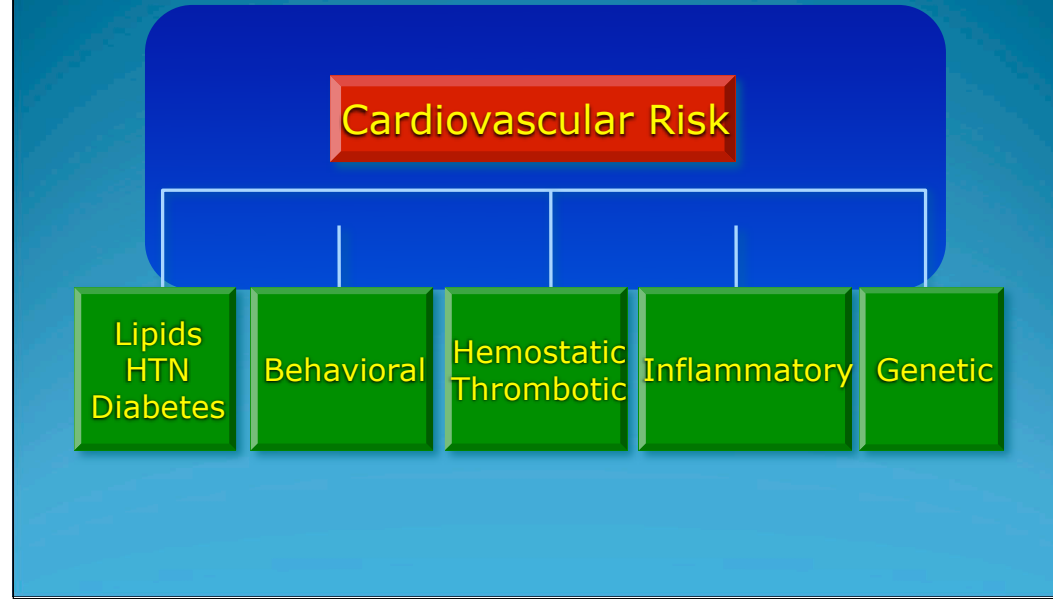 Cardiovascular Risk
Lipids
HTN
Diabetes
Behavioral
Hemostatic
Thrombotic
Inflammatory
Genetic